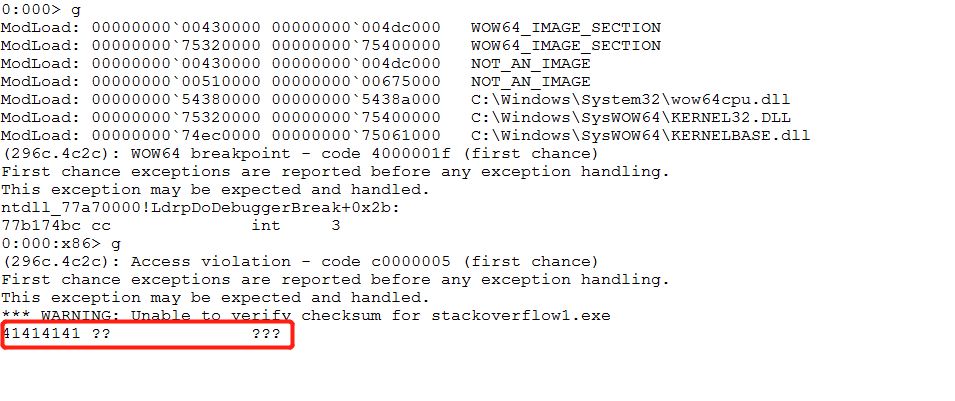 0:000> g
ModLoad: 00000000`00430000 00000000`004dc000   WOW64_IMAGE_SECTION
ModLoad: 00000000`75320000 00000000`75400000   WOW64_IMAGE_SECTION
ModLoad: 00000000`00430000 00000000`004dc000   NOT_AN_IMAGE
ModLoad: 00000000`00510000 00000000`00675000   NOT_AN_IMAGE
ModLoad: 00000000`54380000 00000000`5438a000   C:\Windows\System32\wow64cpu.dll
ModLoad: 00000000`75320000 00000000`75400000   C:\Windows\SysWOW64\KERNEL32.DLL
ModLoad: 00000000`74ec0000 00000000`75061000   C:\Windows\SysWOW64\KERNELBASE.dll
(296c.4c2c): WOW64 breakpoint - code 4000001f (first chance)
First chance exceptions are reported before any exception handling.
This exception may be expected and handled.
ntdll_77a70000!LdrpDoDebuggerBreak+0x2b:
77b174bc cc              int     3
0:000:x86> g
(296c.4c2c): Access violation - code c0000005 (first chance)
First chance exceptions are reported before any exception handling.
This exception may be expected and handled.
*** WARNING: Unable to verify checksum for stackoverflow1.exe
41414141 ??              ???